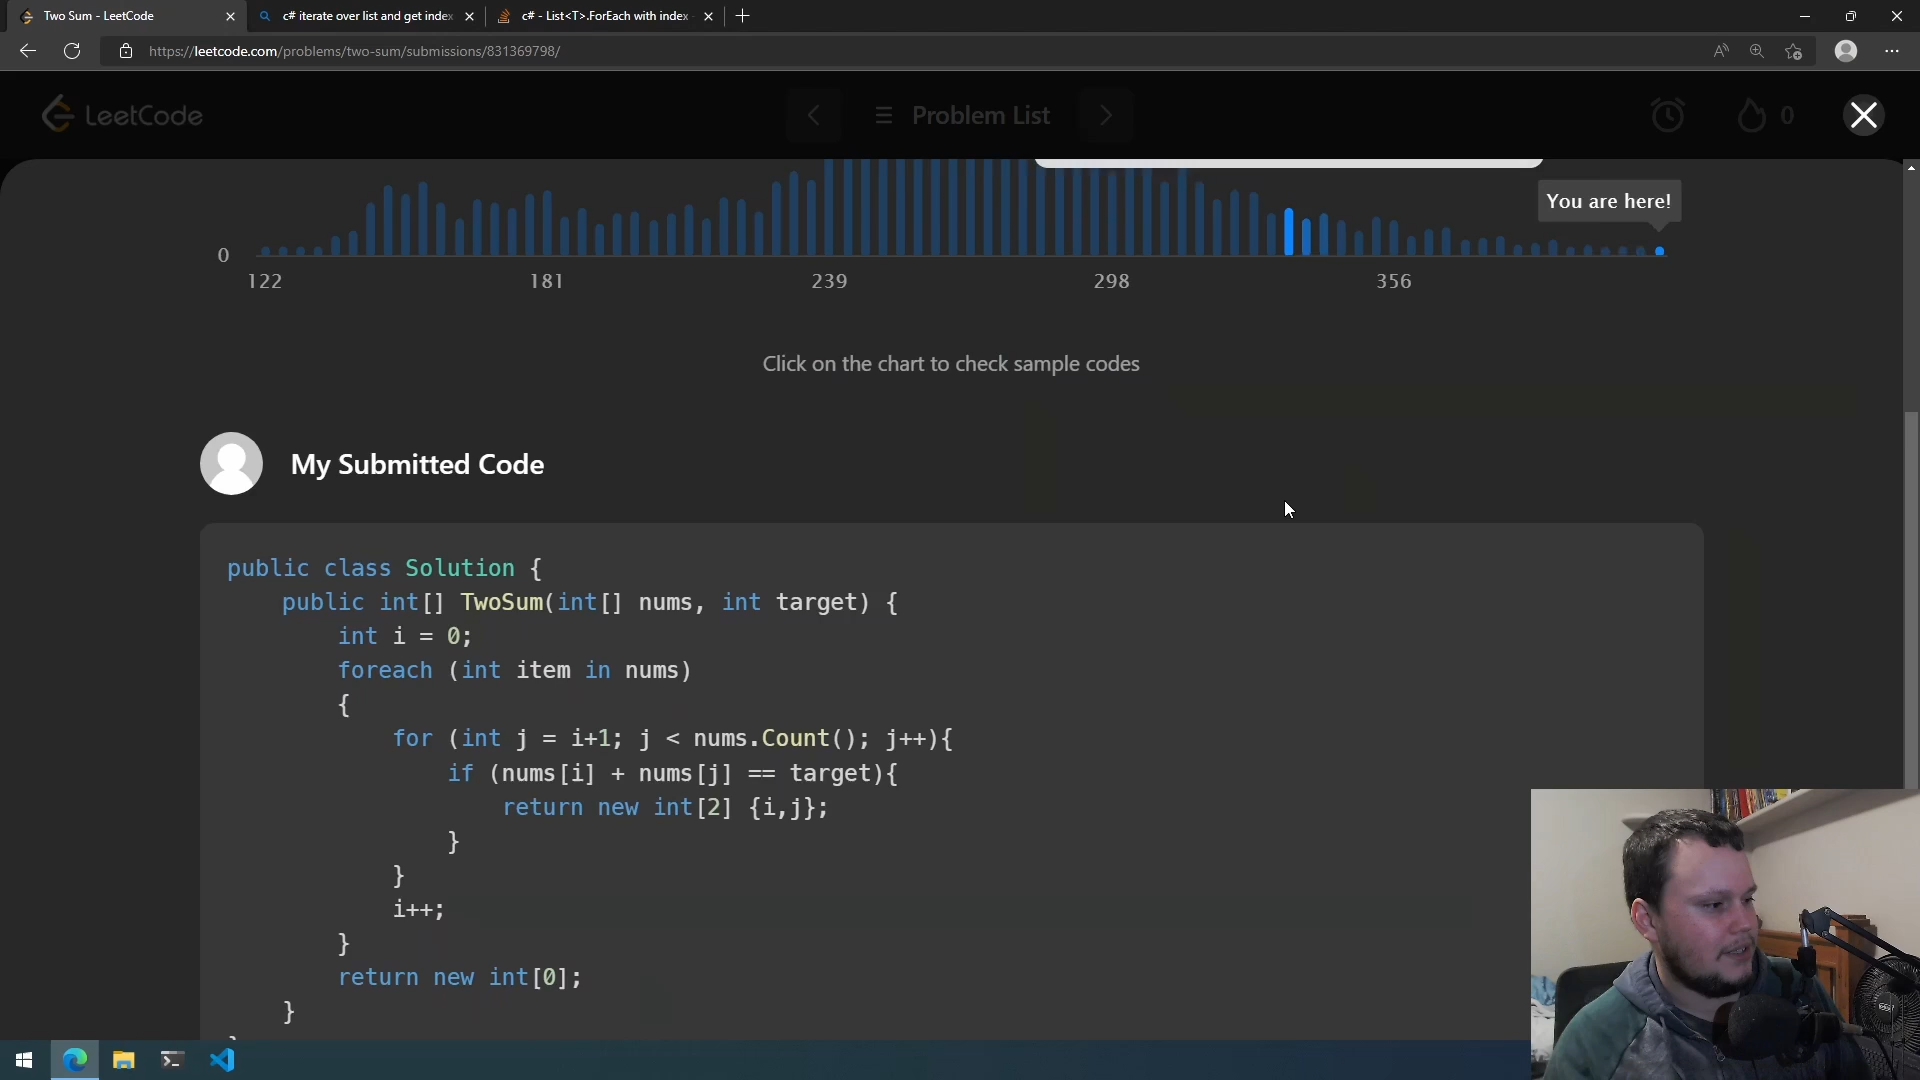 Two Sum - LeetCode
c# iterate over list and get index
c# - List<T>.ForEach with index
https://leetcode.com/problems/two-sum/submissions/831369798/
LeetCode
Problem List
0
You are here!
0
122 181 239 298 356
Click on the chart to check sample codes
My Submitted Code
public class Solution {
public int[] TwoSum(int[] nums, int target) {
int i = 0;
foreach (int item in nums)
{
for (int j = i+1; j < nums.Count(); j++){
if (nums[i] + nums[j] == target){
return new int[2] {i,j};
}
}
i++;
}
return new int[0];
}